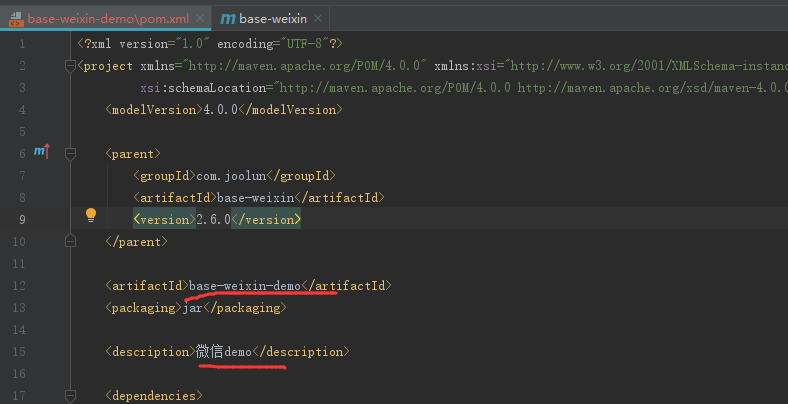 base-weixin-demo\pom.xml × m base-weixin ×
1 <?xml version="1.0" encoding="UTF-8"?>
2 <project xmlns="http://maven.apache.org/POM/4.0.0" xmlns:xsi="http://www.w3.org/2001/XMLSchema-instanc
3 xsi:schemaLocation="http://maven.apache.org/POM/4.0.0 http://maven.apache.org/xsd/maven-4.0.0
4 <modelVersion>4.0.0</modelVersion>
5
6 m <parent>
7 <groupId>com.joolun</groupId>
8 <artifactId>base-weixin</artifactId>
9 <version>2.6.0</version>
10 </parent>
11
12 <artifactId>base-weixin-demo</artifactId>
13 <packaging>jar</packaging>
14
15 <description>微信demo</description>
16
17 <dependencies>